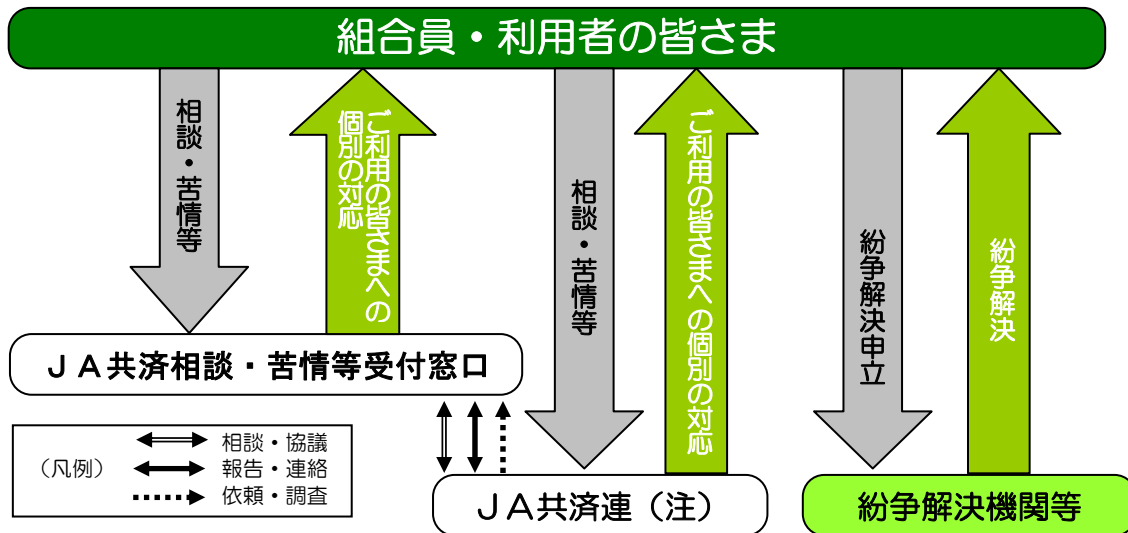 組合員・利用者の皆さま
相談・苦情等
ご利用の皆さまへの
個別の対応
相談・苦情等
ご利用の皆さまへの個別の対応
紛争解決申立
紛争解決
ＪＡ共済相談・苦情等受付窓口
（凡例）
相談・協議
報告・連絡
依頼・調査
ＪＡ共済連（注）
紛争解決機関等